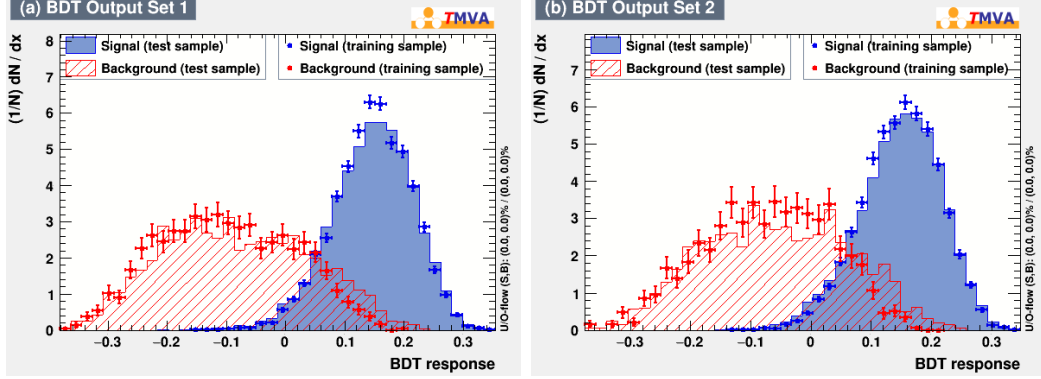 (a) BDT Output Set 1
TMVA
Signal (test sample)
Background (test sample)
Signal (training sample)
Background (training sample)
(1/N) dN / dx
8
7
6
5
4
3
2
1
0
−0.3 −0.2 −0.1 0 0.1 0.2 0.3
BDT response
U/O-flow (S,B): (0.0, 0.0)% / (0.0, 0.0)%
(b) BDT Output Set 2
TMVA
Signal (test sample)
Background (test sample)
Signal (training sample)
Background (training sample)
(1/N) dN / dx
7
6
5
4
3
2
1
0
−0.3 −0.2 −0.1 0 0.1 0.2 0.3
BDT response
U/O-flow (S,B): (0.0, 0.0)% / (0.0, 0.0)%